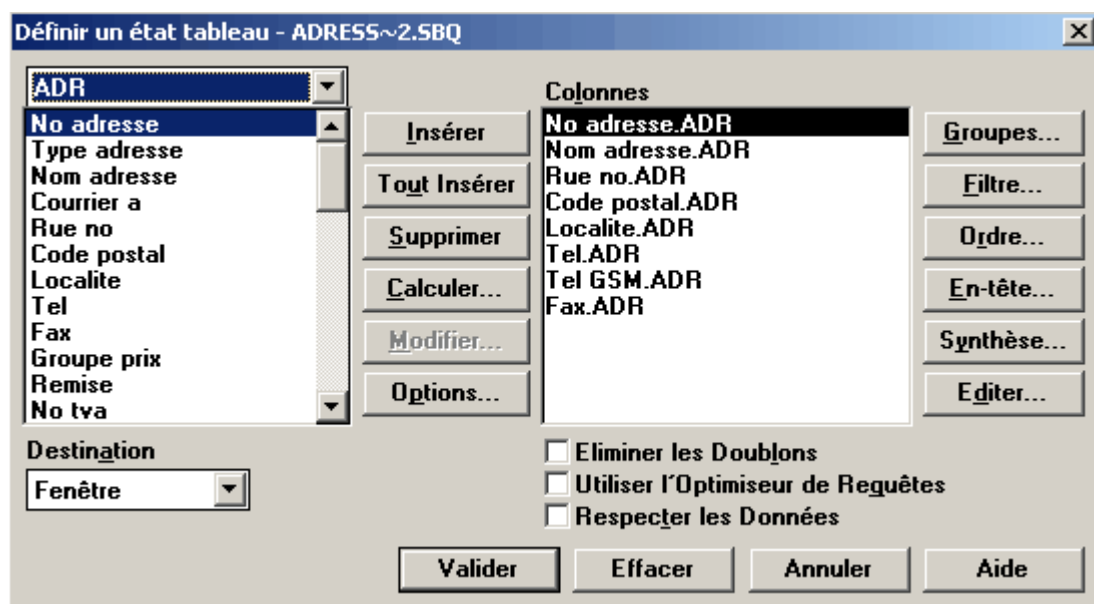 Définir un état tableau - ADRESS~2.SBQ
ADR
No adresse
Type adresse
Nom adresse
Courrier a
Rue no
Code postal
Localite
Tel
Fax
Groupe prix
Remise
No tva
Insérer
Tout Insérer
Supprimer
Calculer...
Modifier...
Options...
Colonnes
No adresse.ADR
Nom adresse.ADR
Rue no.ADR
Code postal.ADR
Localite.ADR
Tel.ADR
Tel GSM.ADR
Fax.ADR
Groupes...
Filtre...
Ordre...
En-tête...
Synthèse...
Editer...
Destination
Fenêtre
Eliminer les Doublons
Utiliser l'Optimiseur de Requêtes
Respecter les Données
Valider
Effacer
Annuler
Aide